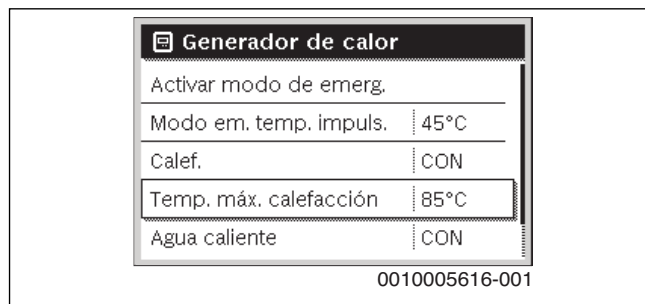 Generador de calor
Activar modo de emerg.
Modo em. temp. impuls. 45°C
Calef. CON
Temp. máx. calefacción 85°C
Agua caliente CON
0010005616-001